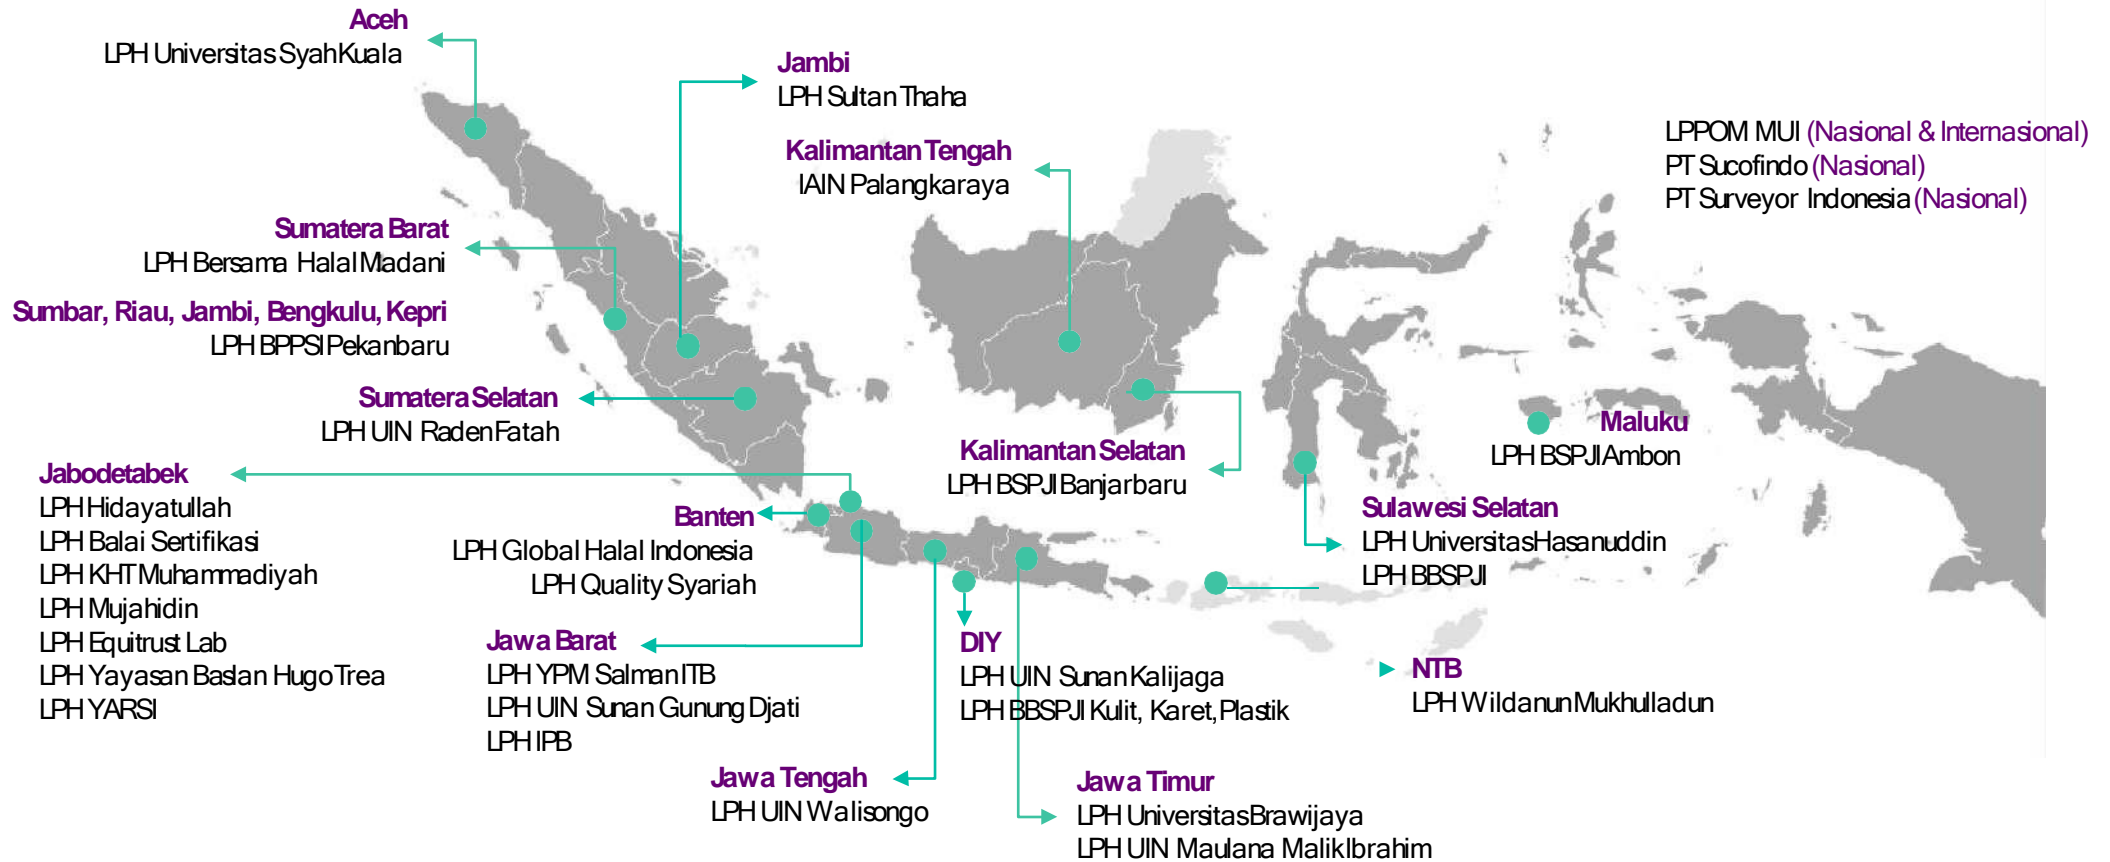 Aceh
LPH Universitas SyahKuala
Jambi
LPH Sultan Thaha
Kalimantan Tengah
IAIN Palangkaraya
LPPOM MUI (Nasional & Internasional)
PT Sucofindo (Nasional)
PT Surveyor Indonesia (Nasional)
Sumatera Barat
LPH Bersama Halal Madani
Sumbar, Riau, Jambi, Bengkulu, Kepri
LPH BPPSI Pekanbaru
Sumatera Selatan
LPH UIN Raden Fatah
Jabodetabek
LPH Hidayatullah
LPH Balai Sertifikasi
LPH KHT Muhammadiyah
LPH Mujahidin
LPH Equitrust Lab
LPH Yayasan Baslan Hugo Trea
LPH YARSI
Banten
LPH Global Halal Indonesia
LPH Quality Syariah
Kalimantan Selatan
LPH BSPJI Banjarbaru
Maluku
LPH BSPJI Ambon
Sulawesi Selatan
LPH Universitas Hasanuddin
LPH BBSPJI
Jawa Barat
LPH YPM Salman ITB
LPH UIN Sunan Gunung Djati
LPH IPB
DIY
LPH UIN Sunan Kalijaga
LPH BBSPJI Kulit, Karet, Plastik
NTB
LPH Wildanun Mukhulladun
Jawa Tengah
LPH UIN Walisongo
Jawa Timur
LPH Universitas Brawijaya
LPH UIN Maulana Malik Ibrahim